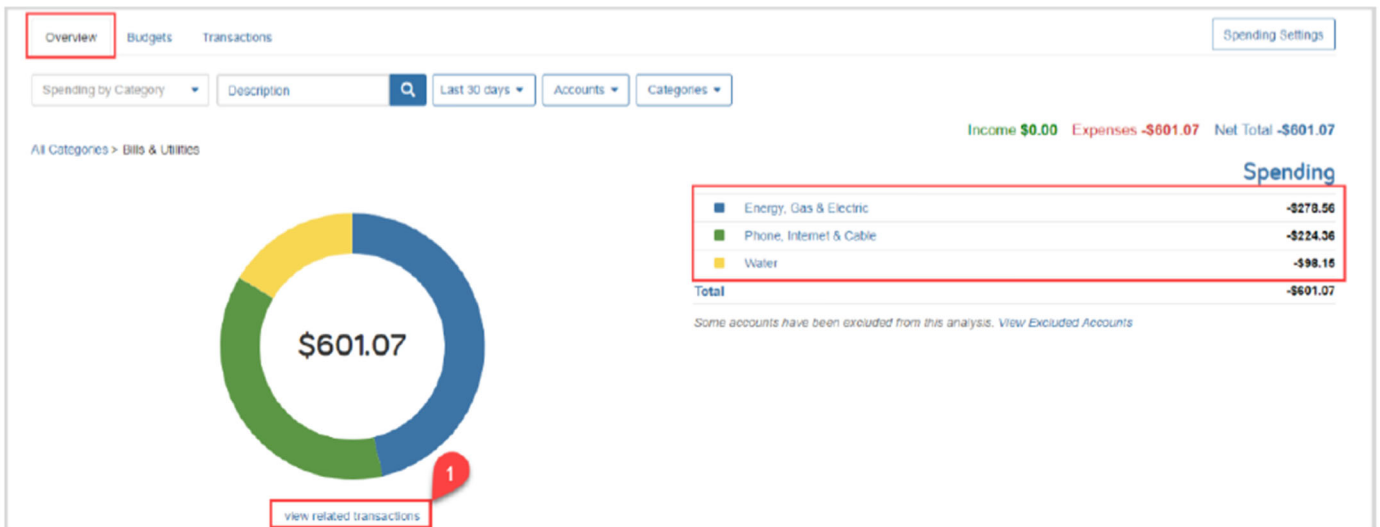 Overview Budgets Transactions Spending Settings
Spending by Category Description Last 30 days Accounts Categories
Income $0.00 Expenses -$601.07 Net Total -$601.07
All Categories > Bills & Utilities
Spending
Energy, Gas & Electric -$278.56
Phone, Internet & Cable -$224.36
Water -$98.15
Total -$601.07
Some accounts have been excluded from this analysis. View Excluded Accounts
$601.07
1
view related transactions